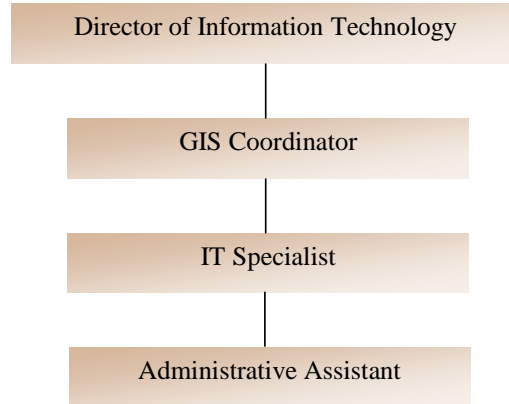 Director of Information Technology
GIS Coordinator
IT Specialist
Administrative Assistant